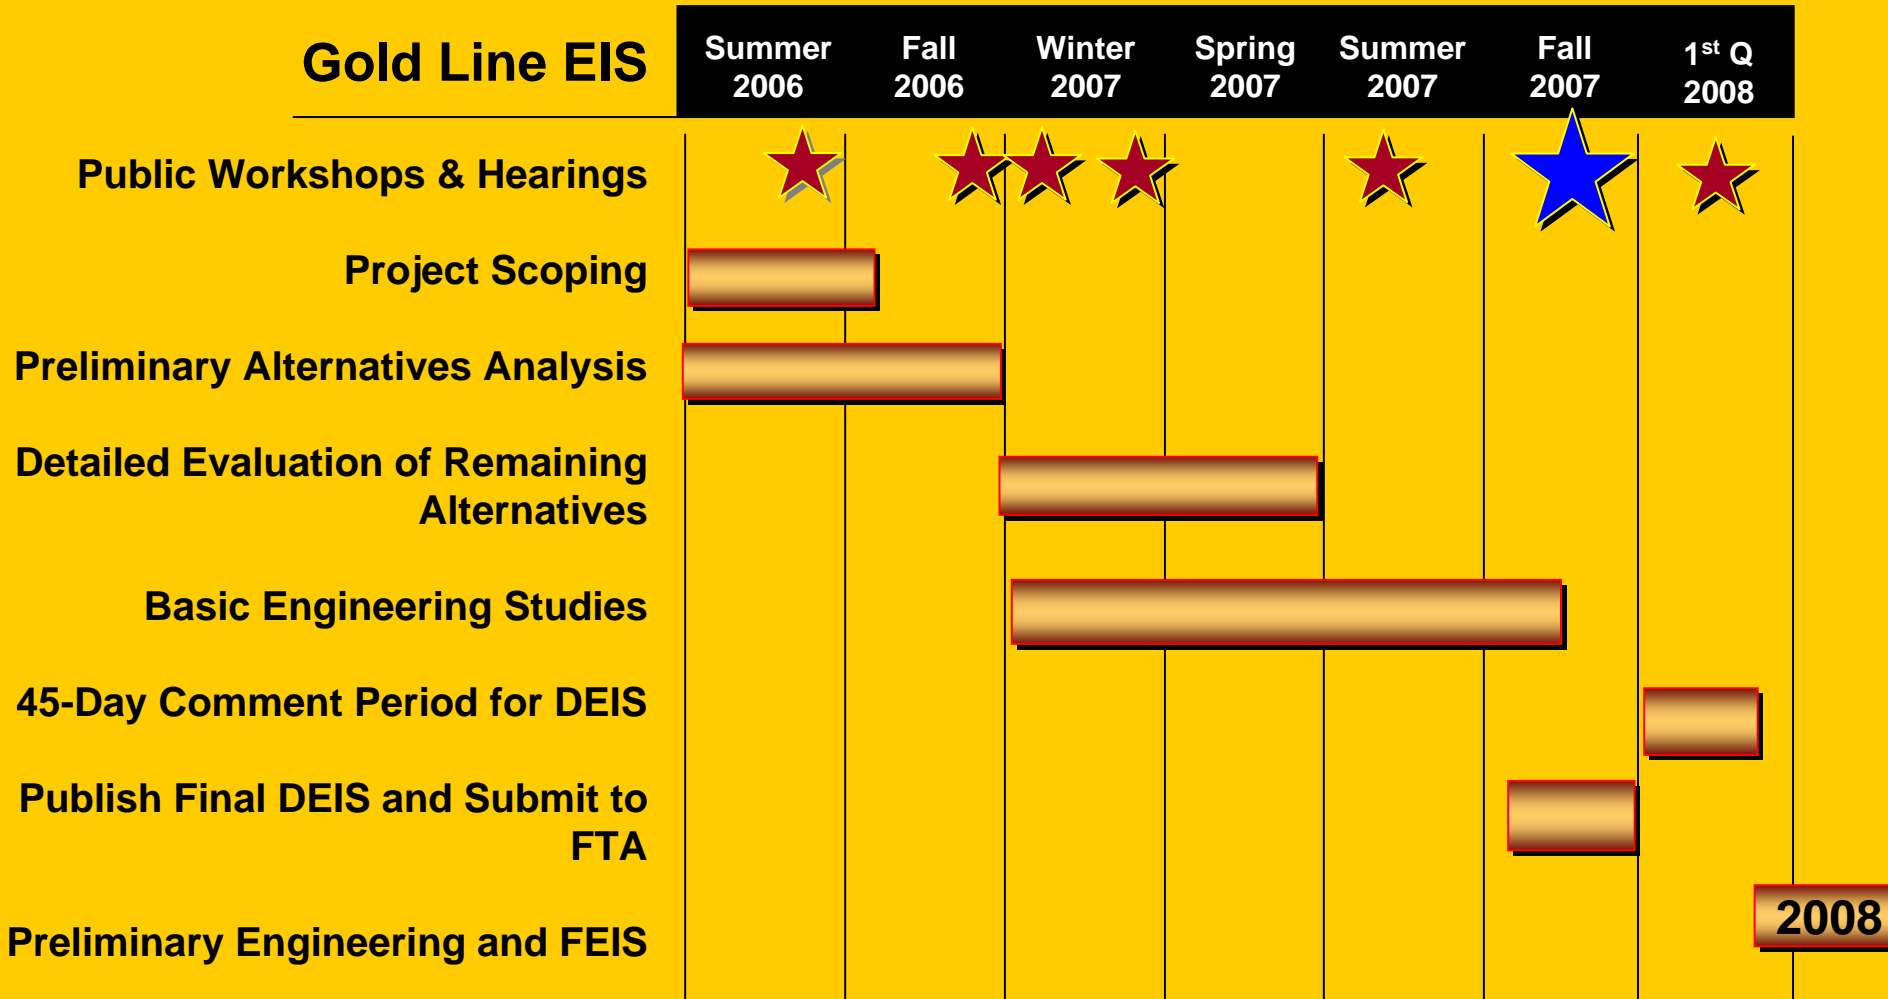 Gold Line EIS
Summer 2006
Fall 2006
Winter 2007
Spring 2007
Summer 2007
Fall 2007
1st Q 2008
Public Workshops & Hearings
Project Scoping
Preliminary Alternatives Analysis
Detailed Evaluation of Remaining
Alternatives
Basic Engineering Studies
45-Day Comment Period for DEIS
Publish Final DEIS and Submit to
FTA
Preliminary Engineering and FEIS
2008